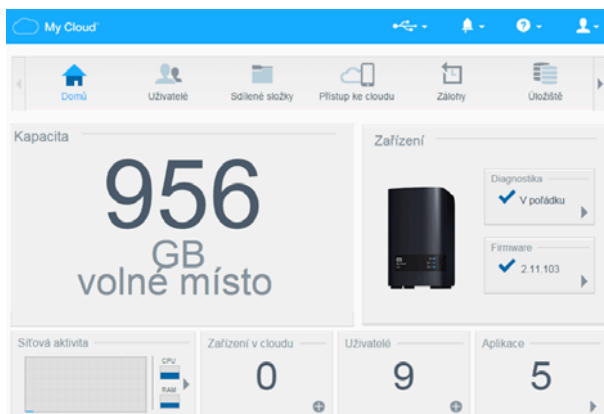 My Cloud
Domů
Uživatelé
Sdílené složky
Přístup ke cloudu
Zálohy
Úložiště
Kapacita
956
GB
volné místo
Zařízení
Diagnostika
V pořádku
Firmware
2.11.103
Síťová aktivita
CPU
RAM
Zařízení v cloudu
0
Uživatelé
9
Aplikace
5